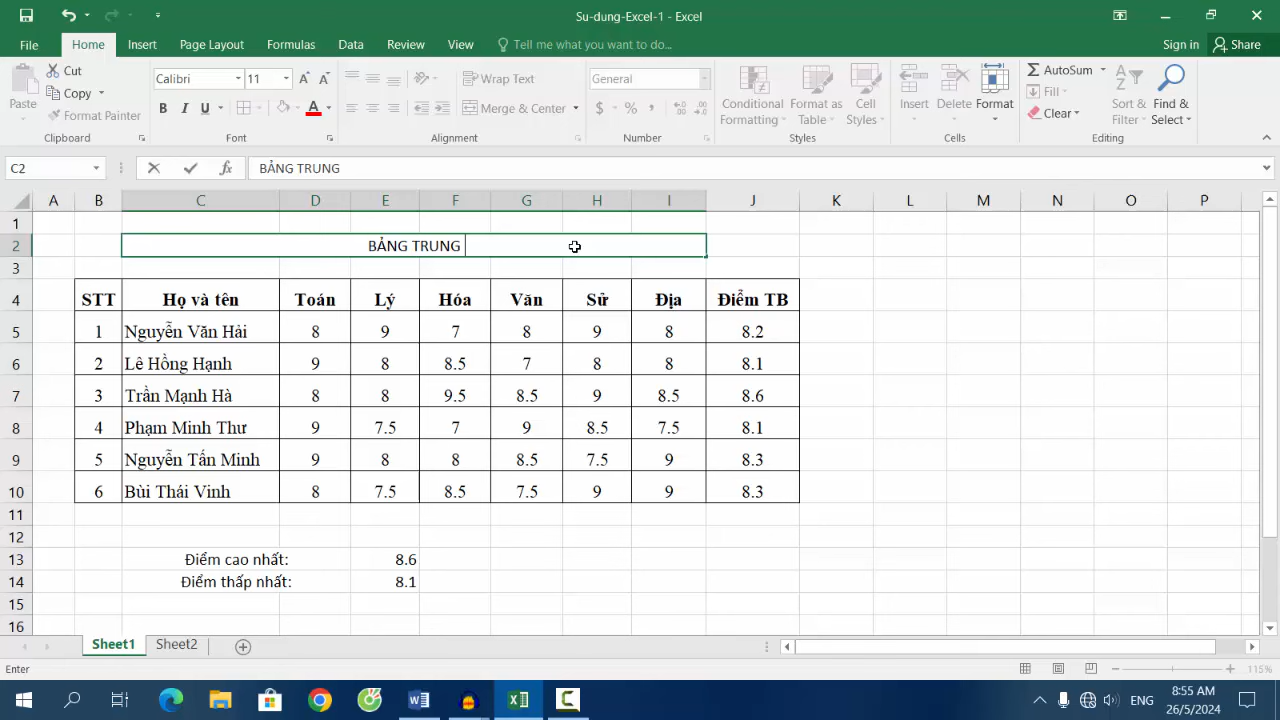 Su-dung-Excel-1 - Excel
File Home Insert Page Layout Formulas Data Review View Tell me what you want to do... Sign in Share
Paste Cut Copy Format Painter Clipboard
Calibri 11 B I U A Font
Wrap Text Merge & Center Alignment
General $ % , Number
Conditional Formatting Format as Table Cell Styles Styles
Insert Delete Format Cells
AutoSum Fill Clear Sort & Filter Find & Select Editing
C2 fx BẢNG TRUNG
A B C D E F G H I J K L M N O P
1
2 BẢNG TRUNG
3
4 STT Họ và tên Toán Lý Hóa Văn Sử Địa Điểm TB
5 1 Nguyễn Văn Hải 8 9 7 8 9 8 8.2
6 2 Lê Hồng Hạnh 9 8 8.5 7 8 8 8.1
7 3 Trần Mạnh Hà 8 8 9.5 8.5 9 8.5 8.6
8 4 Phạm Minh Thư 9 7.5 7 9 8.5 7.5 8.1
9 5 Nguyễn Tấn Minh 9 8 8 8.5 7.5 9 8.3
10 6 Bùi Thái Vinh 8 7.5 8.5 7.5 9 9 8.3
11
12
13 Điểm cao nhất: 8.6
14 Điểm thấp nhất: 8.1
15
16
Sheet1 Sheet2
Enter 115%
ENG 8:55 AM
26/5/2024